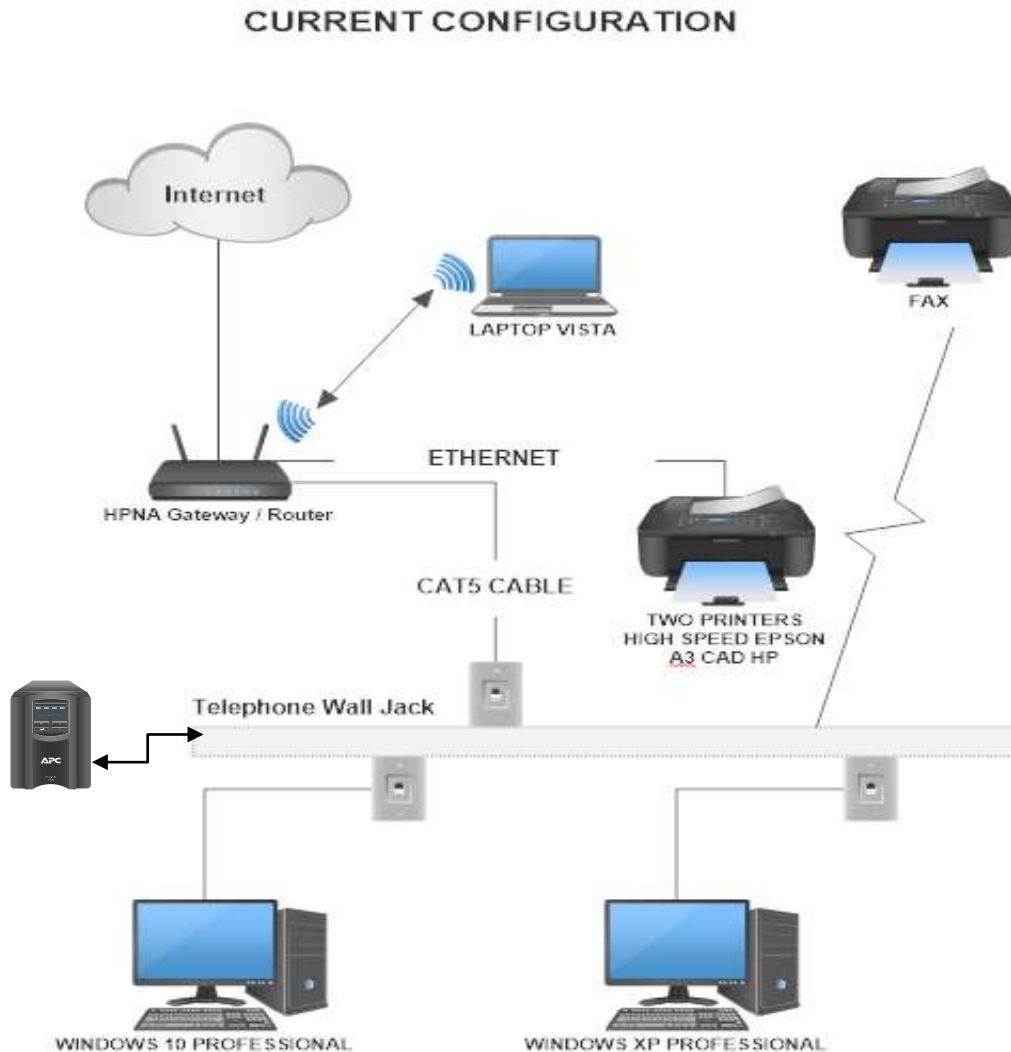 CURRENT CONFIGURATION
Internet
LAPTOP VISTA
FAX
ETHERNET
HPNA Gateway / Router
CAT5 CABLE
TWO PRINTERS
HIGH SPEED EPSON
A3 CAD HP
Telephone Wall Jack
APC
WINDOWS 10 PROFESSIONAL
WINDOWS XP PROFESSIONAL